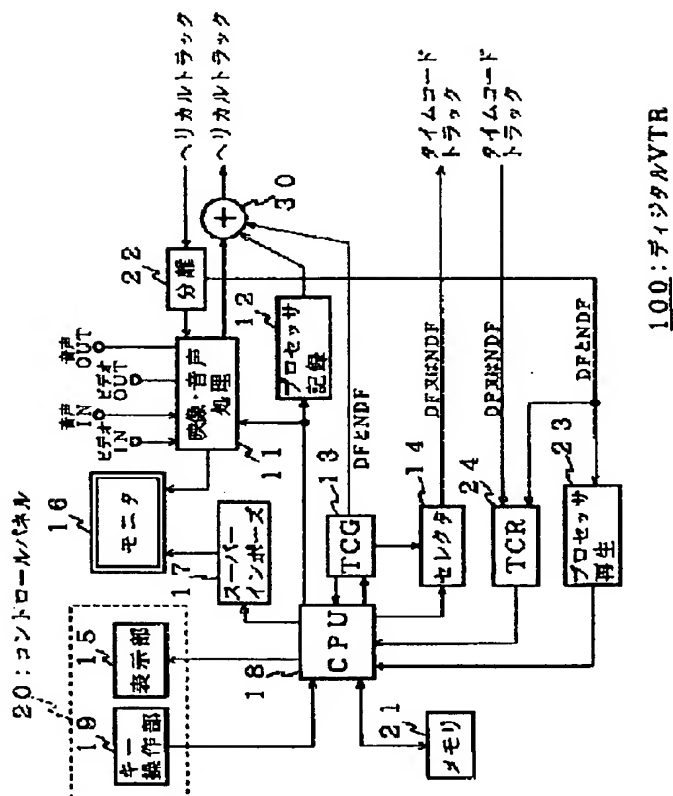 20：コントロールパネル
19
キー
操作部
15
表示部
16
モニタ
17
スーパー
インポーズ
ビデオ
IN
音声
IN
ビデオ
OUT
音声
OUT
映像・音声
処理
11
22
分離
ヘリカルトラック
ヘリカルトラック
30
12
プロセッサ
記録
18
CPU
13
TCG
DFとNDF
14
セレクタ
DF又はNDF
タイムコード
トラック
24
TCR
DF又はNDF
タイムコード
トラック
23
プロセッサ
再生
DFとNDF
21
メモリ
100：ディジタルVTR